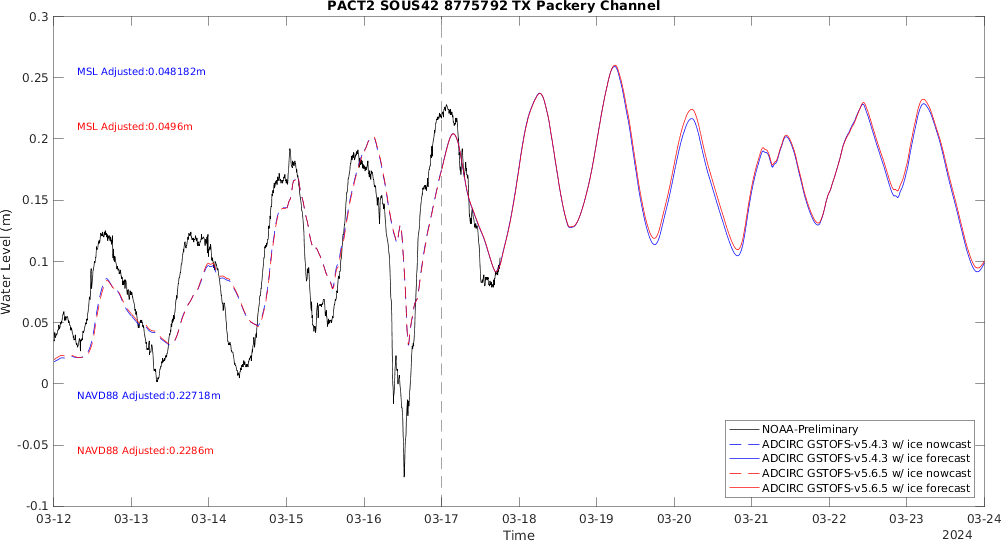 PACT2 SOUS42 8775792 TX Packery Channel
0.3
0.25
0.2
0.15
0.1
0.05
0
-0.05
-0.1
Water Level (m)
MSL Adjusted:0.048182m
MSL Adjusted:0.0496m
NAVD88 Adjusted:0.22718m
NAVD88 Adjusted:0.2286m
NOAA-Preliminary
ADCIRC GSTOFS-v5.4.3 w/ ice nowcast
ADCIRC GSTOFS-v5.4.3 w/ ice forecast
ADCIRC GSTOFS-v5.6.5 w/ ice nowcast
ADCIRC GSTOFS-v5.6.5 w/ ice forecast
03-12 03-13 03-14 03-15 03-16 03-17 03-18 03-19 03-20 03-21 03-22 03-23 03-24
Time
2024